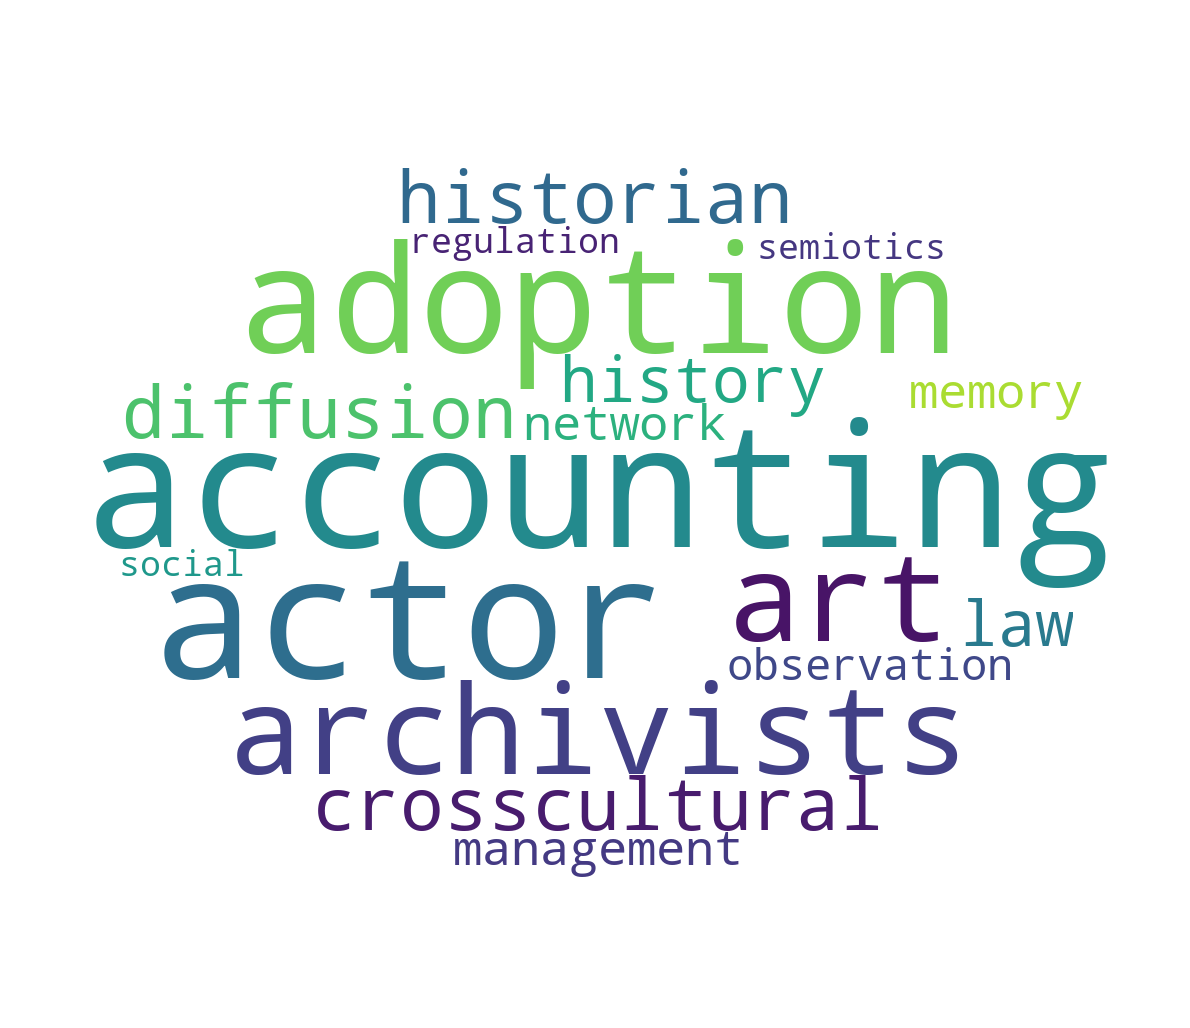 historian
regulation semiotics
adoption
history memory
diffusion network
accounting
social
actor art law
observation
archivists
crosscultural
management